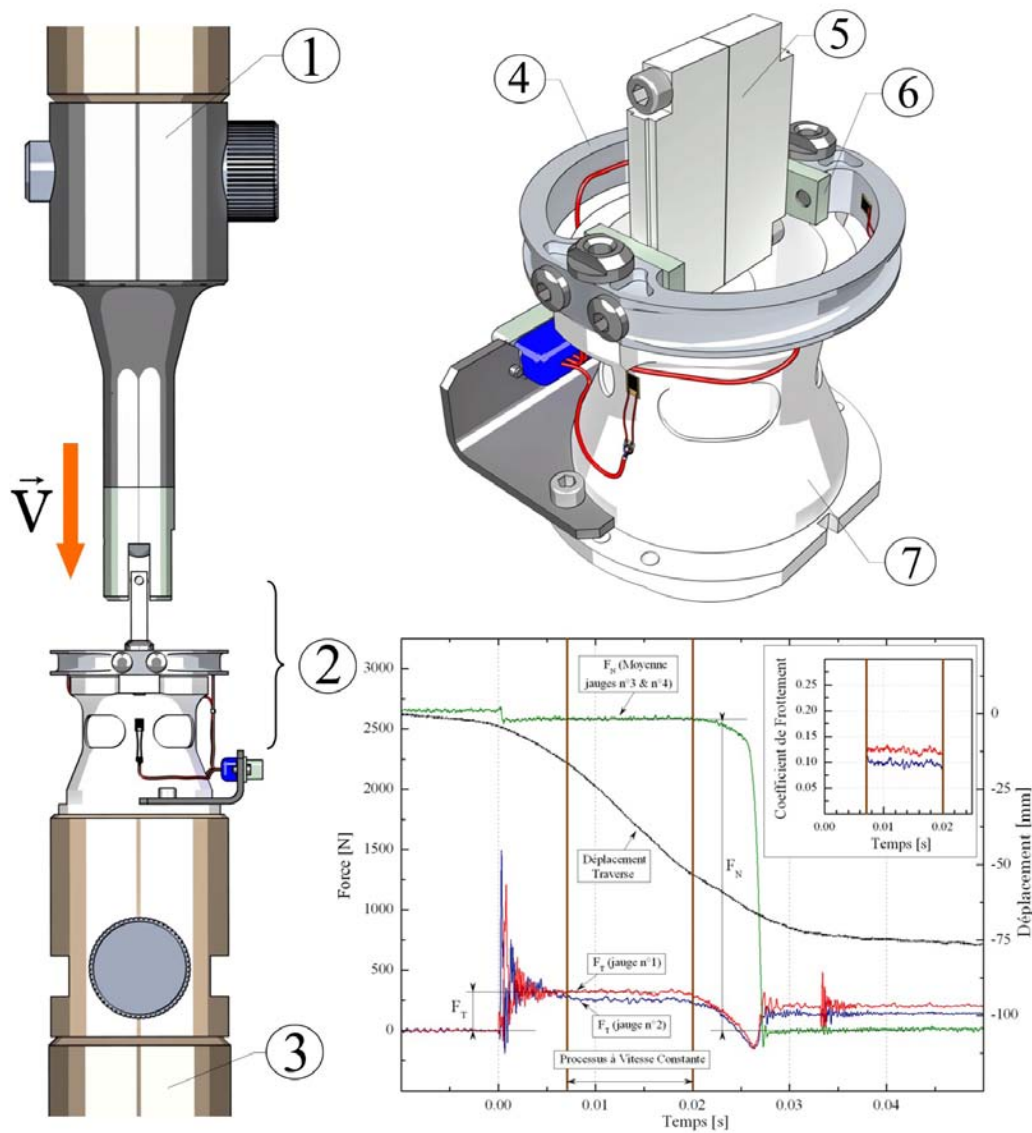 1
V
2
3
4
5
6
7
3000
2500
2000
1500
1000
500
0
Force [N]
0.00
0.01
0.02
0.03
0.04
Temps [s]
0
-25
-50
-75
-100
Déplacement [mm]
F_N (Moyenne
jauges n°3 & n°4)
Déplacement
Traverse
F_N
F_T (jauge n°1)
F_T
F_T (jauge n°2)
Processus à Vitesse Constante
Coefficient de Frottement
0.25
0.20
0.15
0.10
0.05
0.00
0.01
0.02
Temps [s]